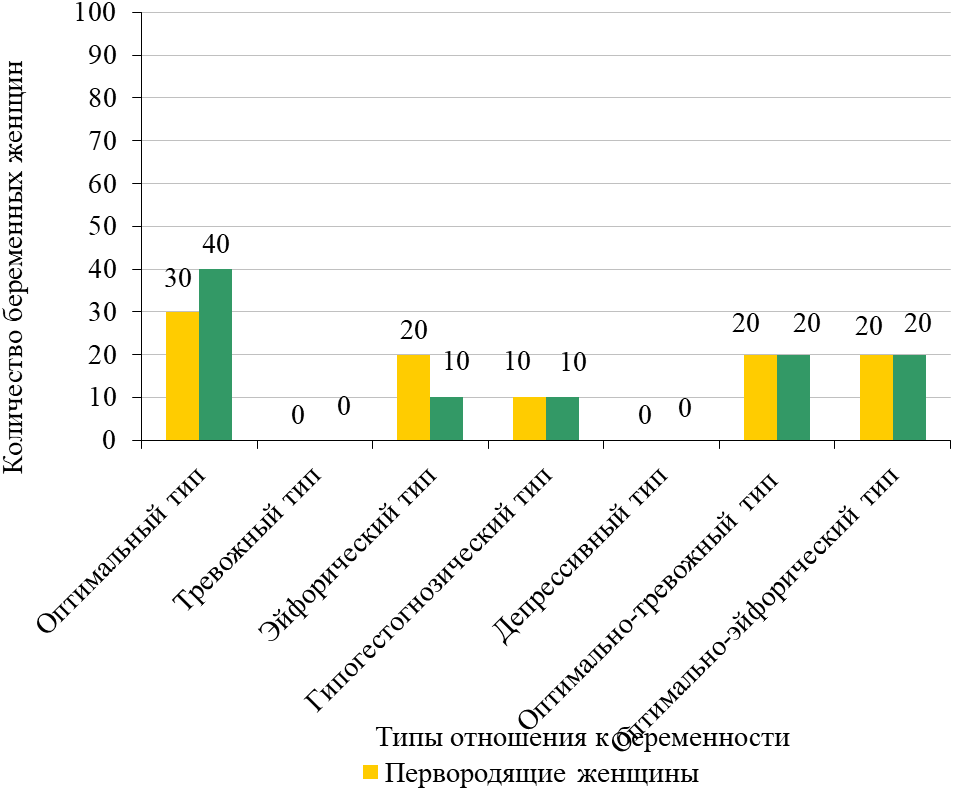 Количество беременных женщин
100
90
80
70
60
50
40
30
20
10
0
30
40
0
0
20
10
10
10
0
0
20
20
20
20
Оптимальный тип
Тревожный тип
Эйфорический тип
Гипогестогнозический тип
Депрессивный тип
Оптимально-тревожный тип
Оптимально-эйфорический тип
Типы отношения к беременности
Первородящие женщины